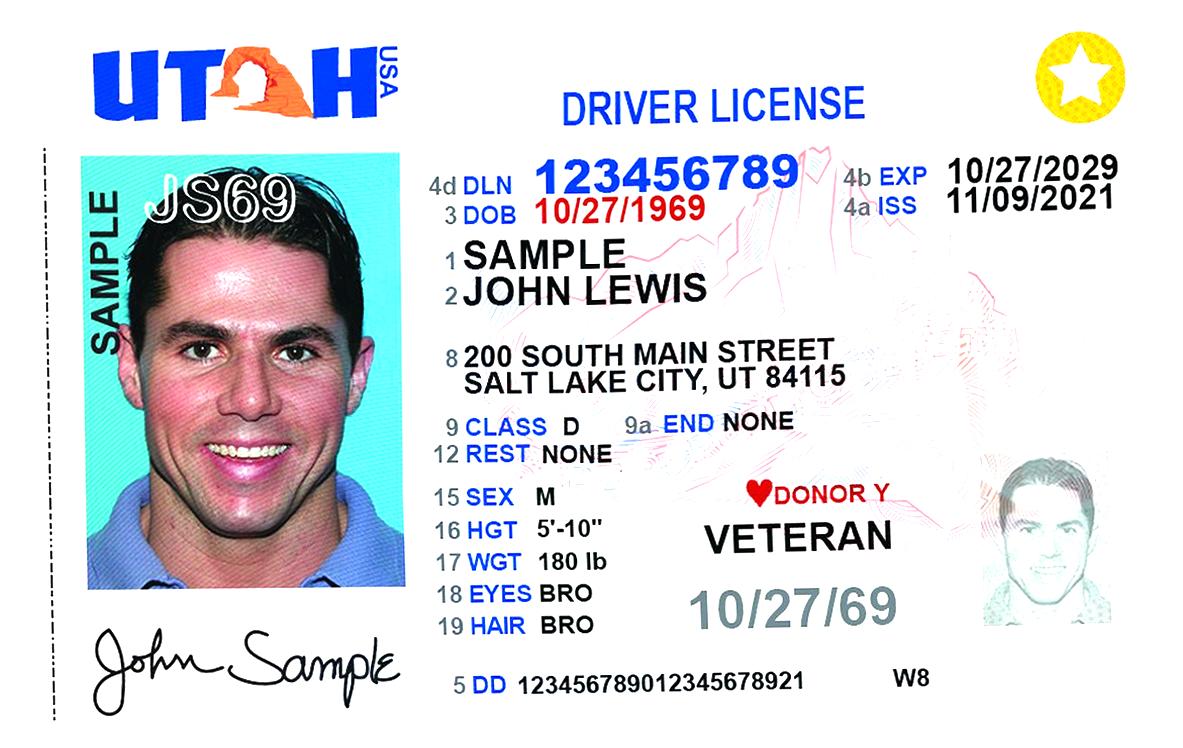 UTAH USA
DRIVER LICENSE
SAMPLE
JS69
4d DLN 123456789 4b EXP 10/27/2029
3 DOB 10/27/1969 4a ISS 11/09/2021
1 SAMPLE
2 JOHN LEWIS
8 200 SOUTH MAIN STREET
SALT LAKE CITY, UT 84115
9 CLASS D 9a END NONE
12 REST NONE
15 SEX M
DONOR Y
16 HGT 5'-10"
VETERAN
17 WGT 180 lb
18 EYES BRO
10/27/69
19 HAIR BRO
John Sample
5 DD 123456789012345678921 W8